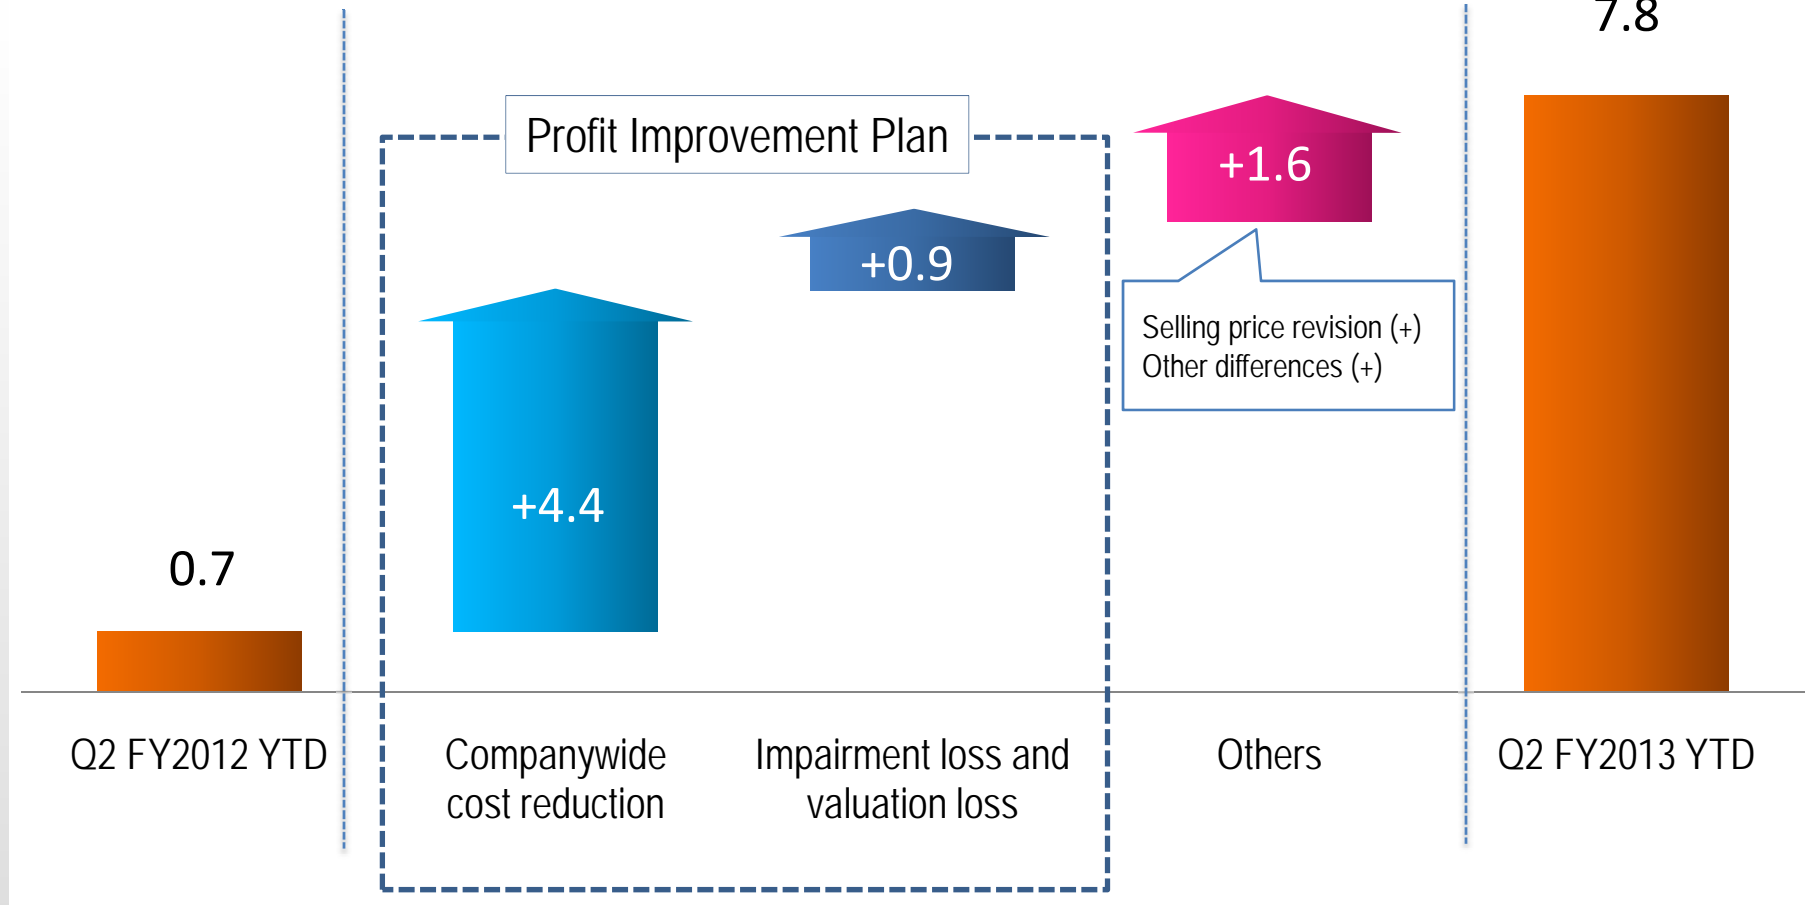 7.8
Profit Improvement Plan
+1.6
+0.9
Selling price revision (+)
Other differences (+)
+4.4
0.7
Q2 FY2012 YTD
Companywide
cost reduction
Impairment loss and
valuation loss
Others
Q2 FY2013 YTD